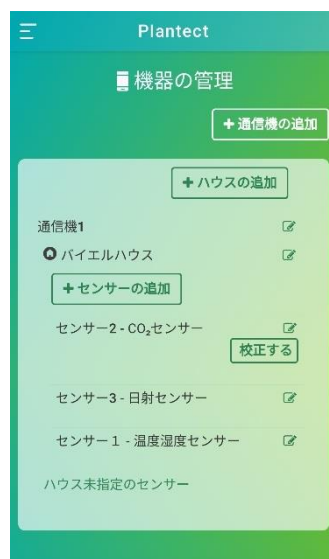 Plantect
機器の管理
+通信機の追加
+ハウスの追加
通信機1
バイエルハウス
+センサーの追加
センサー2 - CO₂センサー
校正する
センサー3 - 日射センサー
センサー１ - 温度湿度センサー
ハウス未指定のセンサー